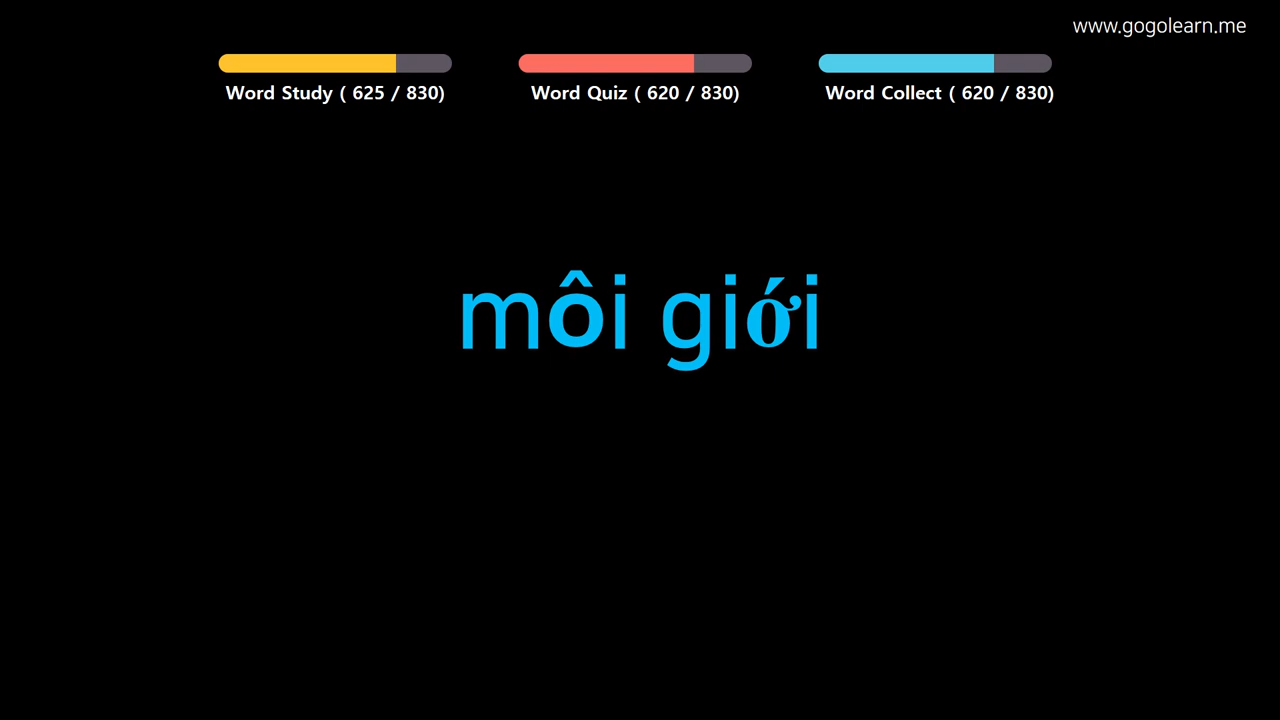 www.gogolearn.me
Word Study ( 625 / 830)
Word Quiz ( 620 / 830)
Word Collect ( 620 / 830)
môi giới